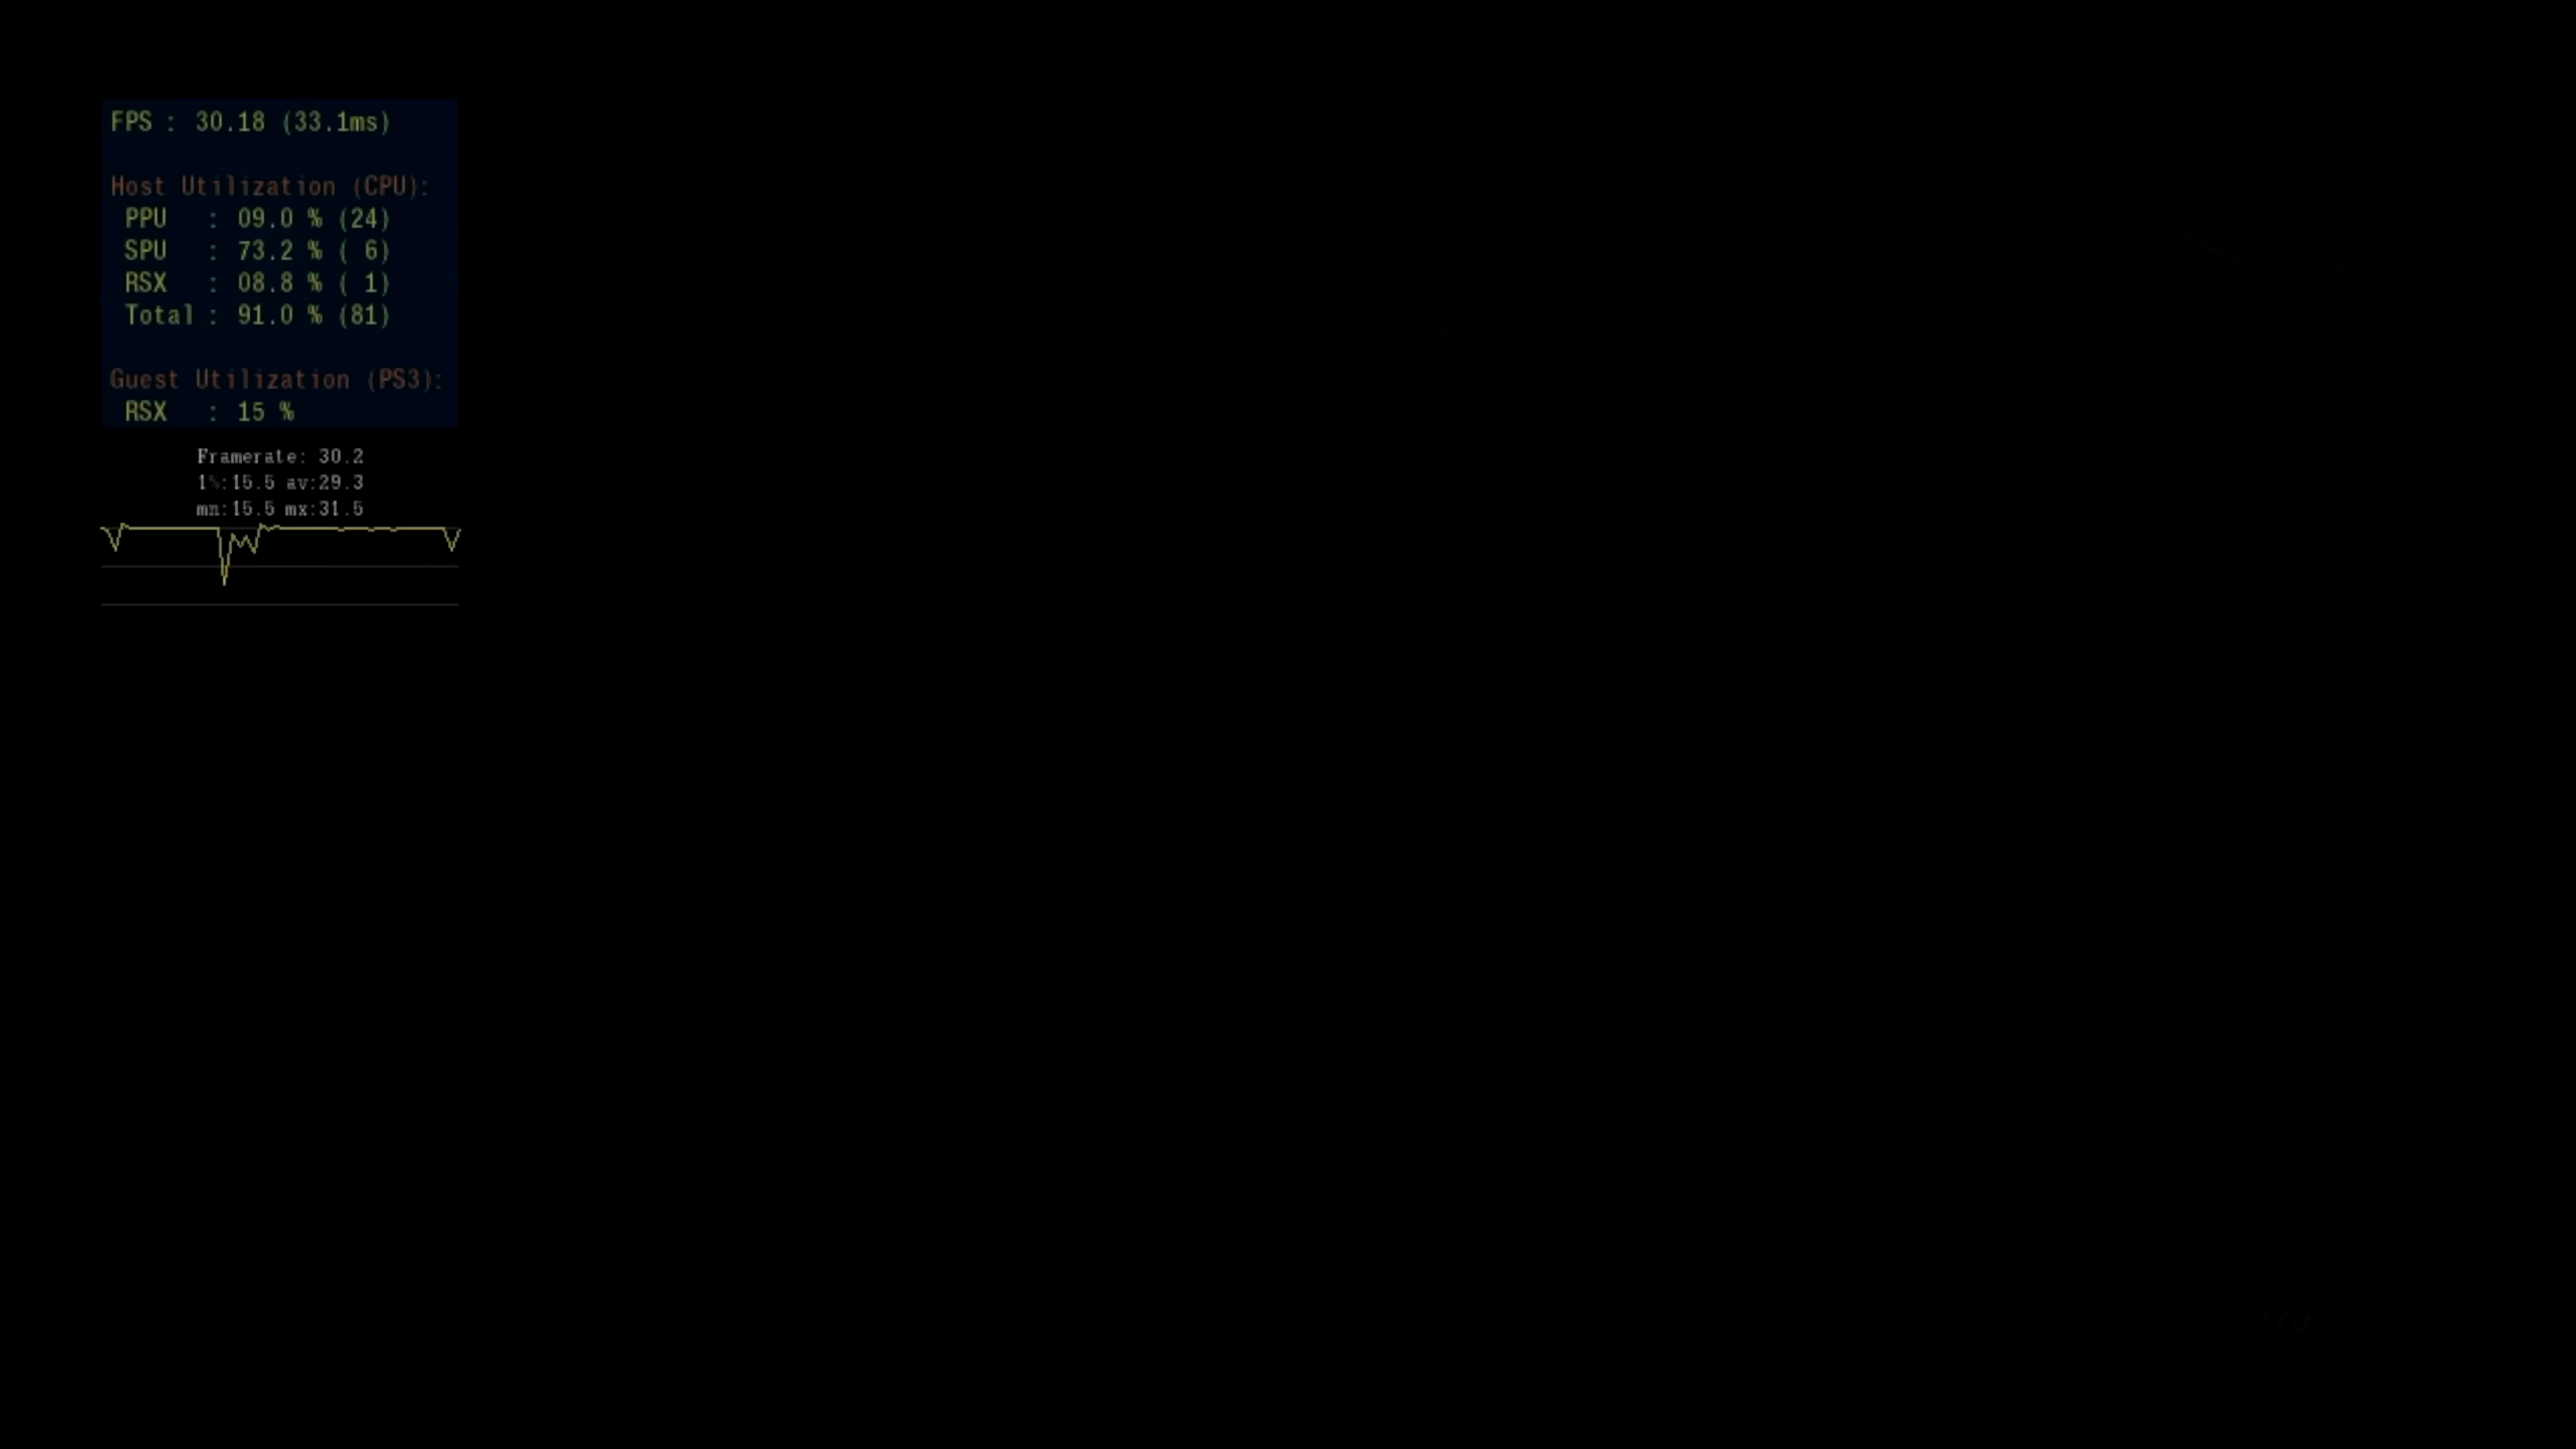 FPS : 30.18 (33.1ms)
Host Utilization (CPU):
PPU : 09.0 % (24)
SPU : 73.2 % ( 6)
RSX : 08.8 % ( 1)
Total : 91.0 % (81)
Guest Utilization (PS3):
RSX : 15 %
Framerate: 30.2
1%:15.5 av:29.3
mn:15.5 mx:31.5